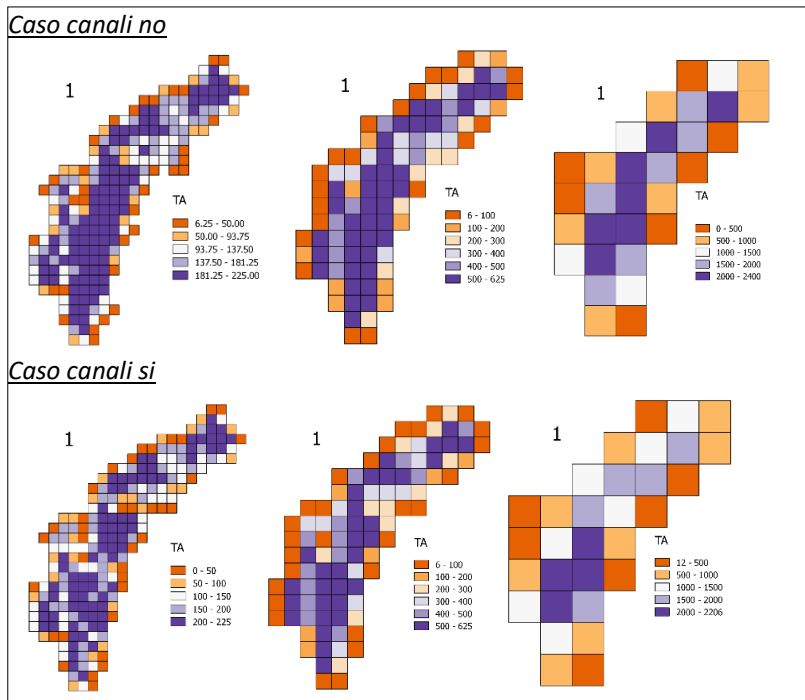 Caso canali no
1
TA
6.25 - 50.00
50.00 - 93.75
93.75 - 137.50
137.50 - 181.25
181.25 - 225.00
1
TA
6 - 100
100 - 200
200 - 300
300 - 400
400 - 500
500 - 625
1
TA
0 - 500
500 - 1000
1000 - 1500
1500 - 2000
2000 - 2400
Caso canali si
1
TA
0 - 50
50 - 100
100 - 150
150 - 200
200 - 225
1
TA
6 - 100
100 - 200
200 - 300
300 - 400
400 - 500
500 - 625
1
TA
12 - 500
500 - 1000
1000 - 1500
1500 - 2000
2000 - 2206